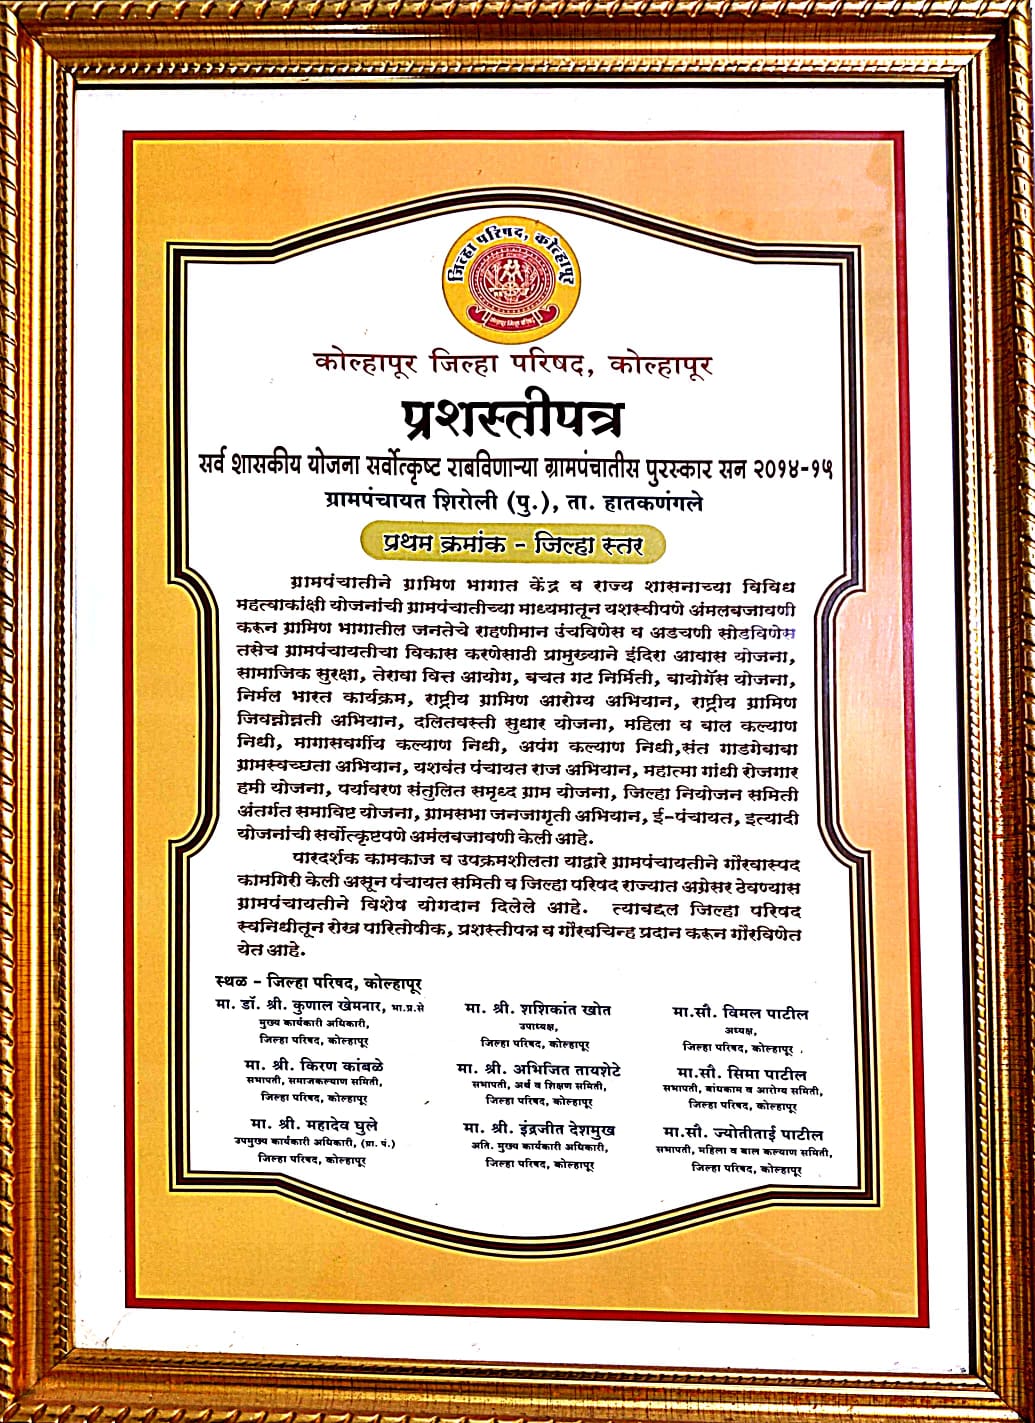 जिल्हा परिषद, कोल्हापूर
कोल्हापूर जिल्हा परिषद, कोल्हापूर
प्रशस्तीपत्र
सर्व शासकीय योजना सर्वोत्कृष्ट राबविणाऱ्या ग्रामपंचातीस पुरस्कार सन २०१४-१५
ग्रामपंचायत शिरोली (पु.), ता. हातकणंगले
प्रथम क्रमांक - जिल्हा स्तर
ग्रामपंचातीने ग्रामिण भागात केंद्र व राज्य शासनाच्या विविध
महत्वाकांक्षी योजनांची ग्रामपंचातीच्या माध्यमातून यशस्वीपणे अंमलबजावणी
करून ग्रामिण भागातील जनतेचे राहणीमान उंचविणेस व अडचणी सोडविणेस
तसेच ग्रामपंचायतीचा विकास करणेसाठी प्रामुख्याने इंदिरा आवास योजना,
सामाजिक सुरक्षा, तेरावा वित्त आयोग, बचत गट निर्मिती, बायोगॅस योजना,
निर्मल भारत कार्यक्रम, राष्ट्रीय ग्रामिण आरोग्य अभियान, राष्ट्रीय ग्रामिण
जिवन्नोन्नती अभियान, दलितवस्ती सुधार योजना, महिला व बाल कल्याण
निधी, मागासवर्गीय कल्याण निधी, अपंग कल्याण निधी,संत गाडगेबाबा
ग्रामस्वच्छता अभियान, यशवंत पंचायत राज अभियान, महात्मा गांधी रोजगार
हमी योजना, पर्यावरण संतुलित समृध्द ग्राम योजना, जिल्हा नियोजन समिती
अंतर्गत समाविष्ट योजना, ग्रामसभा जनजागृती अभियान, ई-पंचायत, इत्यादी
योजनांची सर्वोत्कृष्टपणे अमंलबजावणी केली आहे.
पारदर्शक कामकाज व उपक्रमशीलता याद्वारे ग्रामपंचायतीने गौरवास्पद
कामगिरी केली असून पंचायत समिती व जिल्हा परिषद राज्यात अग्रेसर ठेवण्यास
ग्रामपंचायतीने विशेष योगदान दिलेले आहे. त्याबद्दल जिल्हा परिषद
स्वनिधीतून रोख पारितोषीक, प्रशस्तीपत्र व गौरवचिन्ह प्रदान करून गौरविणेत
येत आहे.
स्थळ - जिल्हा परिषद, कोल्हापूर
मा. डॉ. श्री. कुणाल खेमनार, भा.प्र.से
मुख्य कार्यकारी अधिकारी,
जिल्हा परिषद, कोल्हापूर
मा. श्री. शशिकांत खोत
उपाध्यक्ष,
जिल्हा परिषद, कोल्हापूर
मा.सौ. विमल पाटील
अध्यक्ष,
जिल्हा परिषद, कोल्हापूर
मा. श्री. किरण कांबळे
सभापती, समाजकल्याण समिती,
जिल्हा परिषद, कोल्हापूर
मा. श्री. अभिजित तायशेटे
सभापती, अर्थ व शिक्षण समिती,
जिल्हा परिषद, कोल्हापूर
मा.सौ. सिमा पाटील
सभापती, बांधकाम व आरोग्य समिती,
जिल्हा परिषद, कोल्हापूर
मा. श्री. महादेव घुले
उपमुख्य कार्यकारी अधिकारी, (ग्रा. पं.)
जिल्हा परिषद, कोल्हापूर
मा. श्री. इंद्रजीत देशमुख
अति. मुख्य कार्यकारी अधिकारी,
जिल्हा परिषद, कोल्हापूर
मा.सौ. ज्योतीताई पाटील
सभापती, महिला व बाल कल्याण समिती,
जिल्हा परिषद, कोल्हापूर